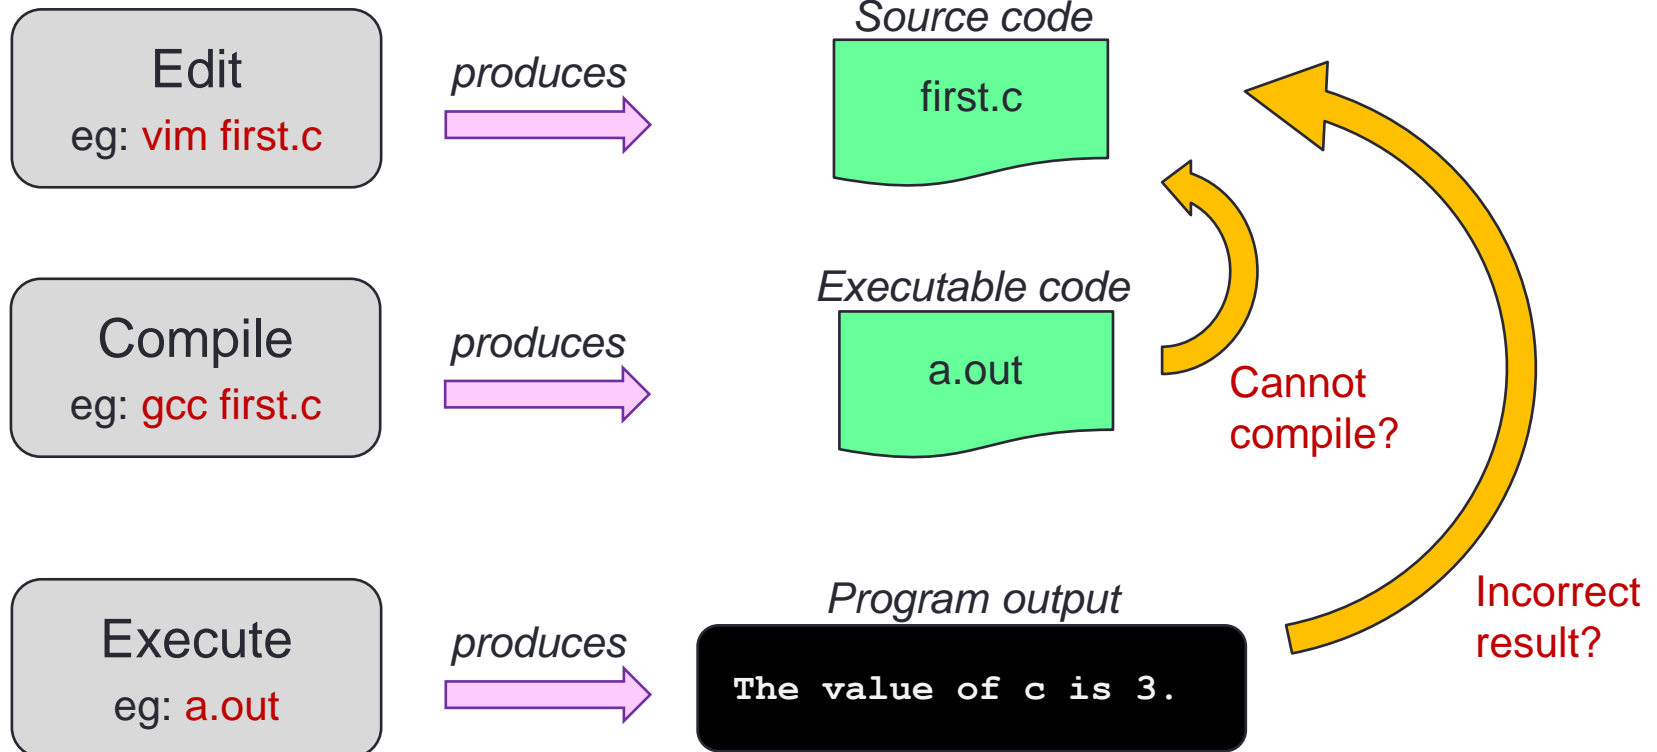 Edit
eg: vim first.c
produces
Source code
first.c
Compile
eg: gcc first.c
produces
Executable code
a.out
Cannot
compile?
Execute
eg: a.out
produces
Program output
The value of c is 3.
Incorrect
result?